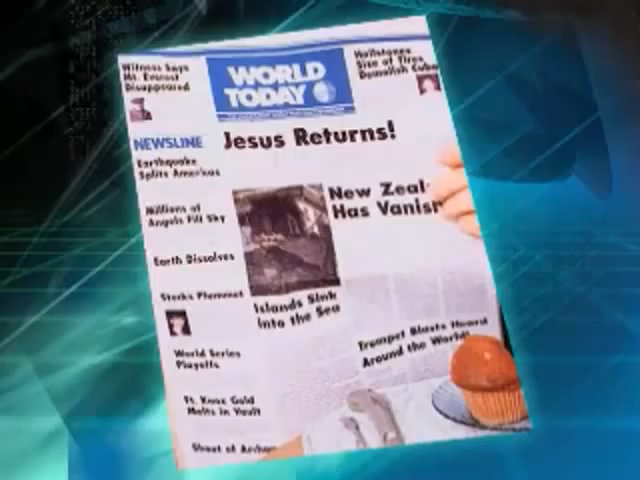 Witness Says
Mt. Everest
Disappeared
WORLD
TODAY
Hailstones
Size of Tires
Demolish Cuba
NEWSLINE
Jesus Returns!
Earthquake
Splits Americas
New Zeal
Has Vanish
Millions of
Angels Fill Sky
Earth Dissolves
Stocks Plummet
Islands Sink
Into the Sea
Trumpet Blasts Heard
Around the World!
World Series
Playoffs
Ft. Knox Gold
Melts in Vault
Shout of